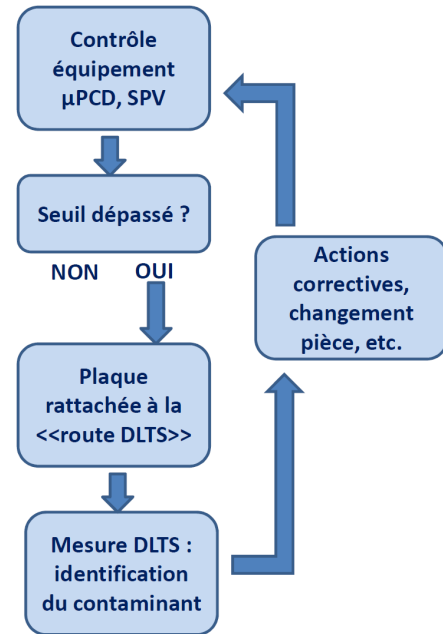 Contrôle
équipement
µPCD, SPV
Seuil dépassé ?
NON OUI
Plaque
rattachée à la
<<route DLTS>>
Mesure DLTS :
identification
du contaminant
Actions
correctives,
changement
pièce, etc.